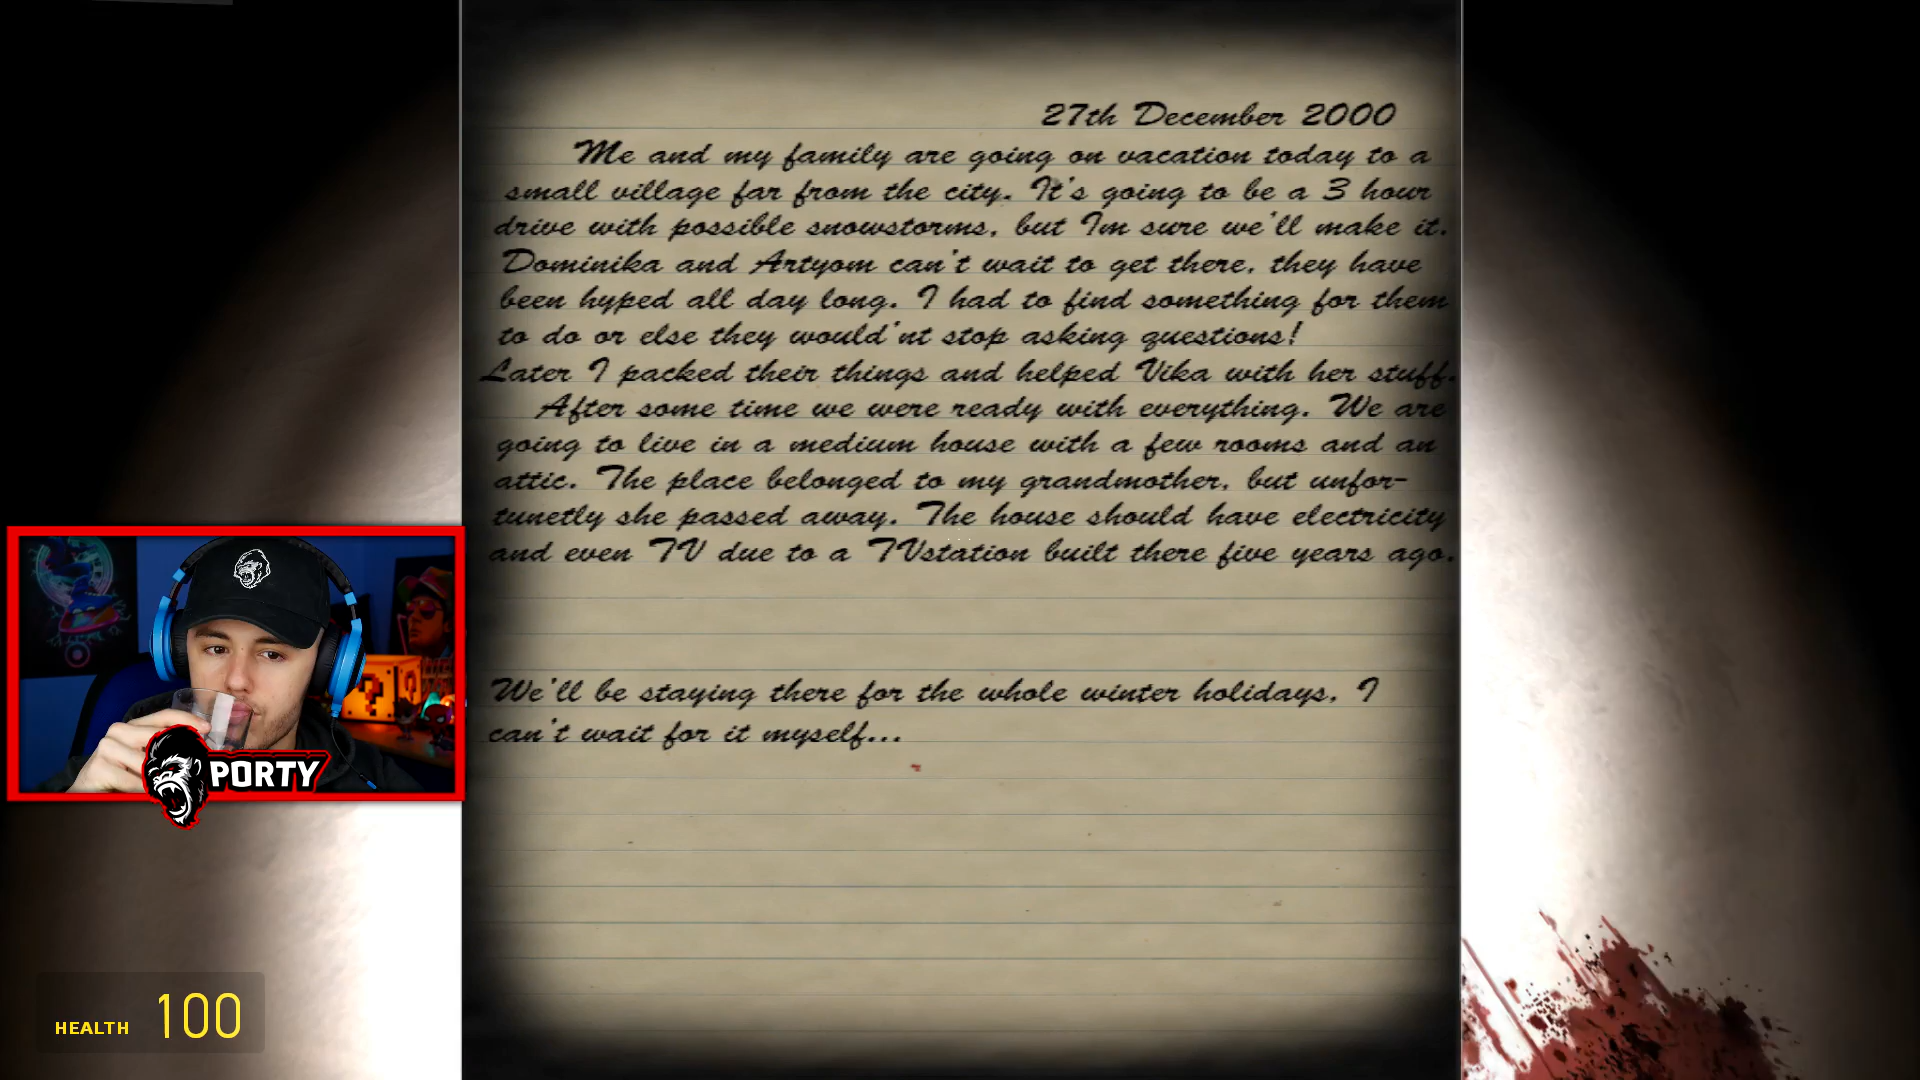 27th December 2000
Me and my family are going on vacation today to a
small village far from the city. It's going to be a 3 hour
drive with possible snowstorms, but Im sure we'll make it.
Dominika and Artyom can't wait to get there, they have
been hyped all day long. I had to find something for them
to do or else they would'nt stop asking questions!
Later I packed their things and helped Vika with her stuff.
After some time we were ready with everything. We are
going to live in a medium house with a few rooms and an
attic. The place belonged to my grandmother, but unfor-
tunetly she passed away. The house should have electricity
and even TV due to a TVstation built there five years ago.
We'll be staying there for the whole winter holidays, I
can't wait for it myself...
PORTY
HEALTH 100